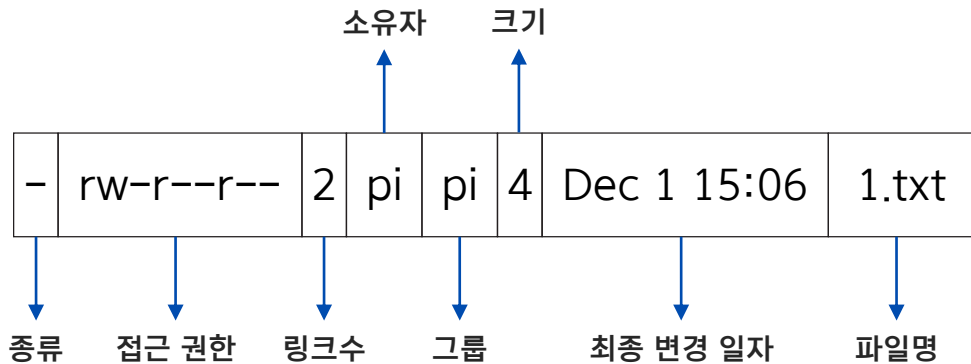 소유자 크기
- rw-r--r-- 2 pi pi 4 Dec 1 15:06 1.txt
종류 접근 권한 링크수 그룹 최종 변경 일자 파일명